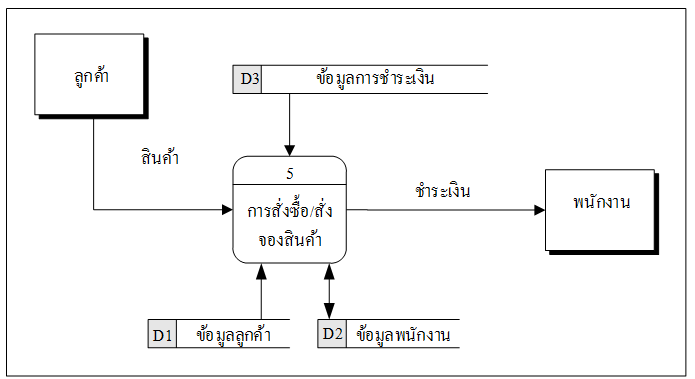 ลูกค้า
D3 ข้อมูลการชำระเงิน
สินค้า
5
การสั่งซื้อ/สั่ง
จองสินค้า
ชำระเงิน
พนักงาน
D1 ข้อมูลลูกค้า
D2 ข้อมูลพนักงาน